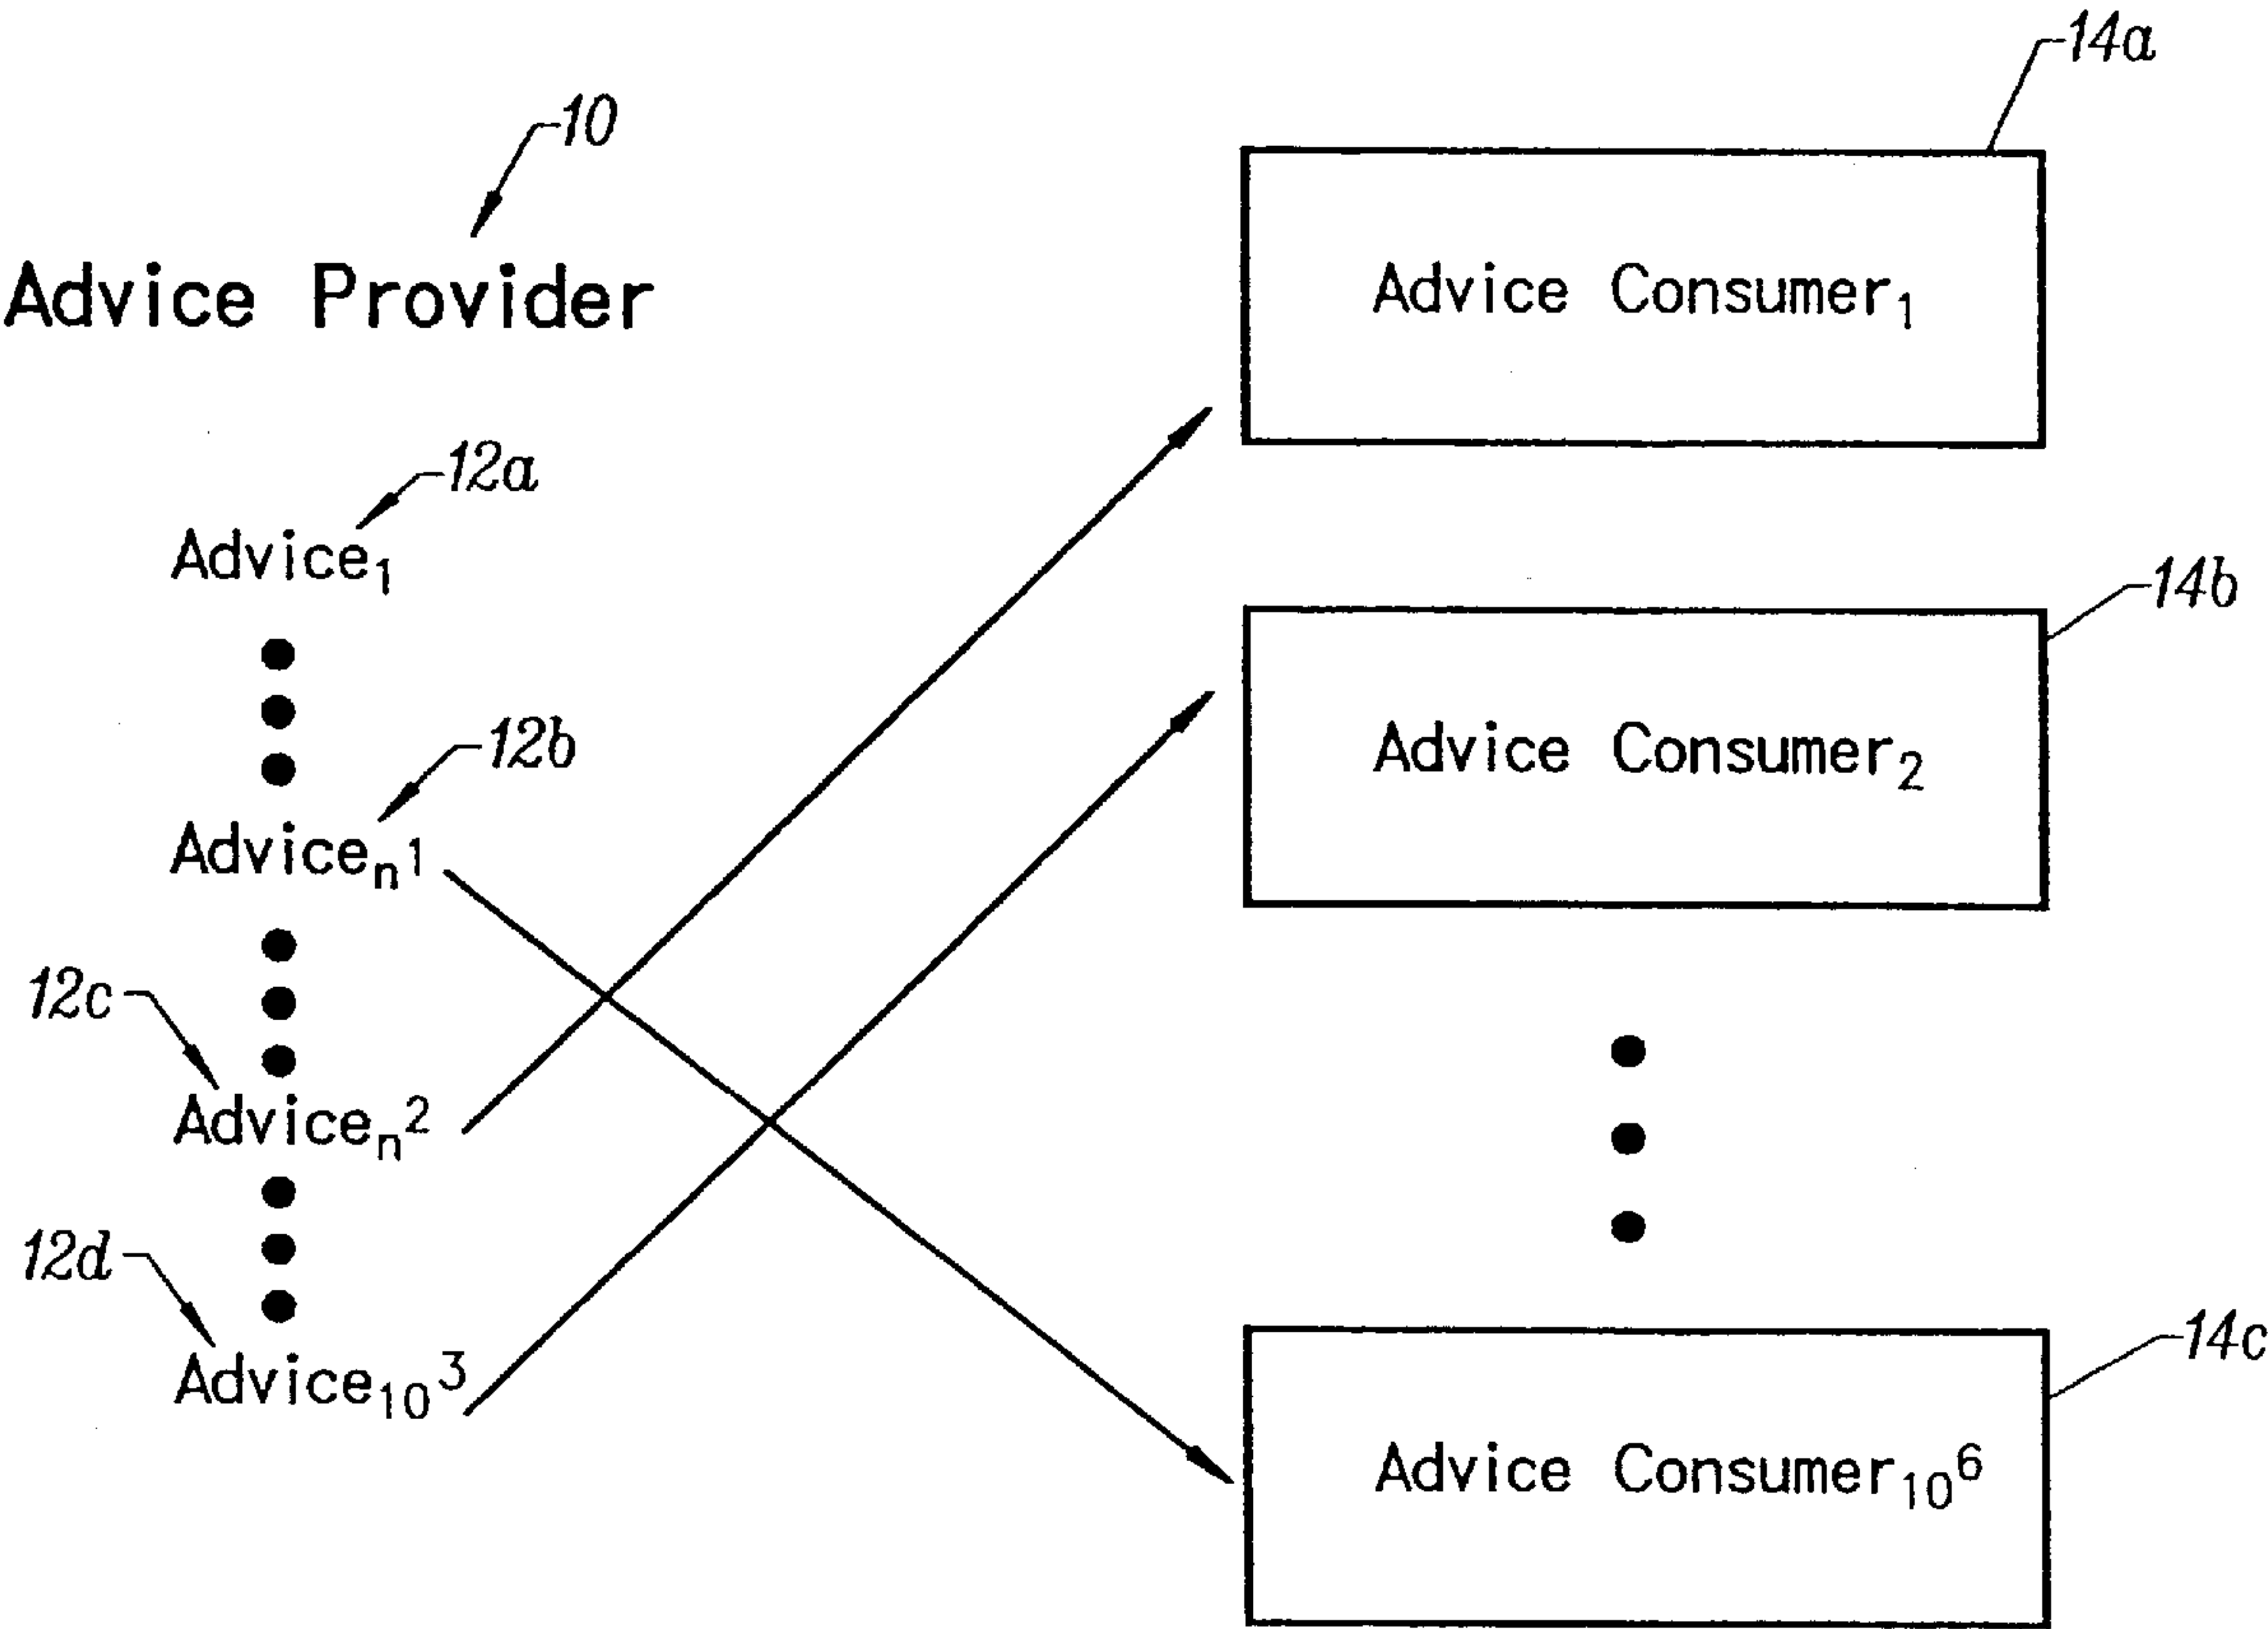 10
Advice Provider
12a
Advice₁
12b
Adviceₙ1
12c
Adviceₙ2
12d
Advice₁₀3
14a
Advice Consumer₁
14b
Advice Consumer₂
14c
Advice Consumer₁₀6